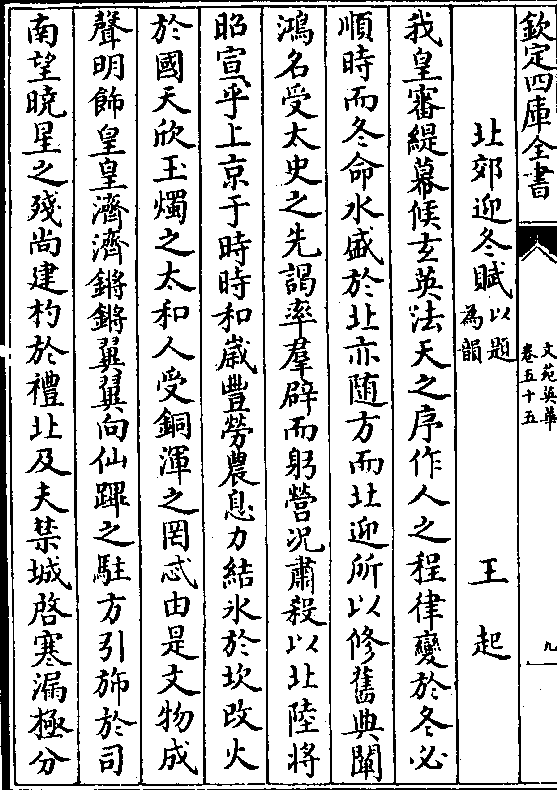 欽定四庫全書
文苑英華
卷五十五
九
北郊迎冬賦以題為韻
王起
我皇審緹幕候玄英法天之序作人之程律變於冬必
順時而冬命水盛於北亦随方而北迎所以修舊典闡
鴻名受太史之先謁率羣辟而躬營况肅殺以北陸將
昭宣乎上京于時時和嵗豐勞農息力結氷於坎改火
於國天欣玉燭之太和人受銅渾之罔忒由是文物成
聲明飾皇皇濟濟鏘鏘翼翼向仙蹕之駐方引斾於司
南望曉星之殘尚建杓於禮北及夫禁城啓寒漏極分